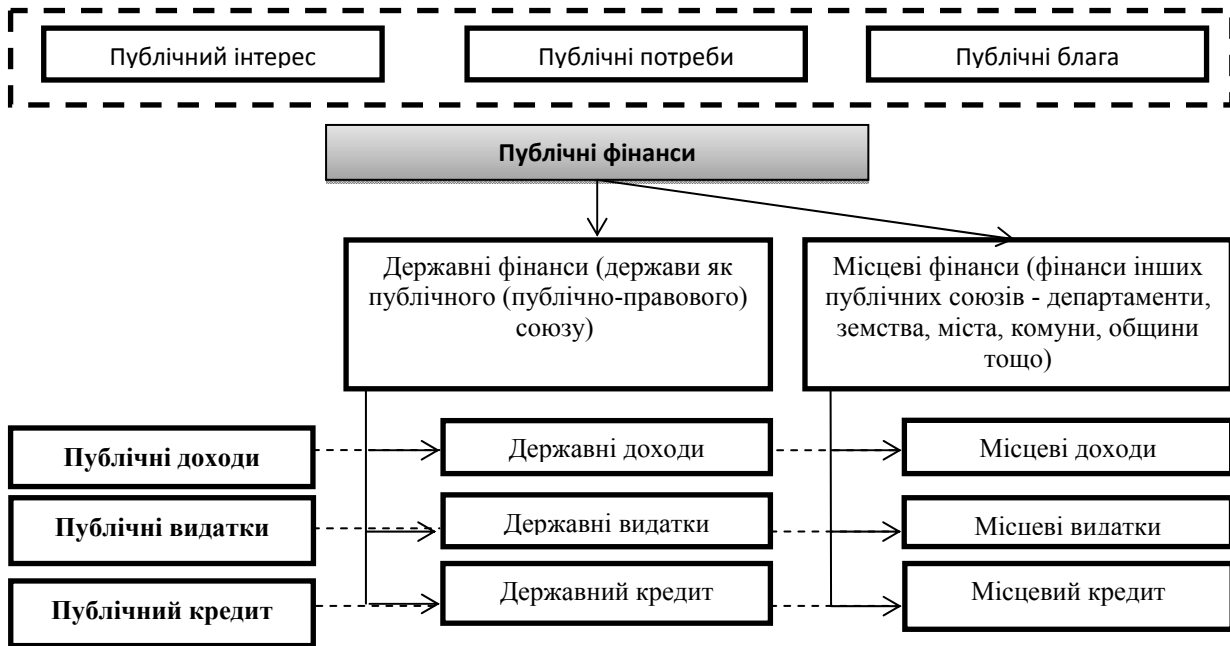 Публічний інтерес
Публічні потреби
Публічні блага
Публічні фінанси
Державні фінанси (держави як
публічного (публічно-правового)
союзу)
Місцеві фінанси (фінанси інших
публічних союзів - департаменти,
земства, міста, комуни, общини
тощо)
Публічні доходи
Державні доходи
Місцеві доходи
Публічні видатки
Державні видатки
Місцеві видатки
Публічний кредит
Державний кредит
Місцевий кредит